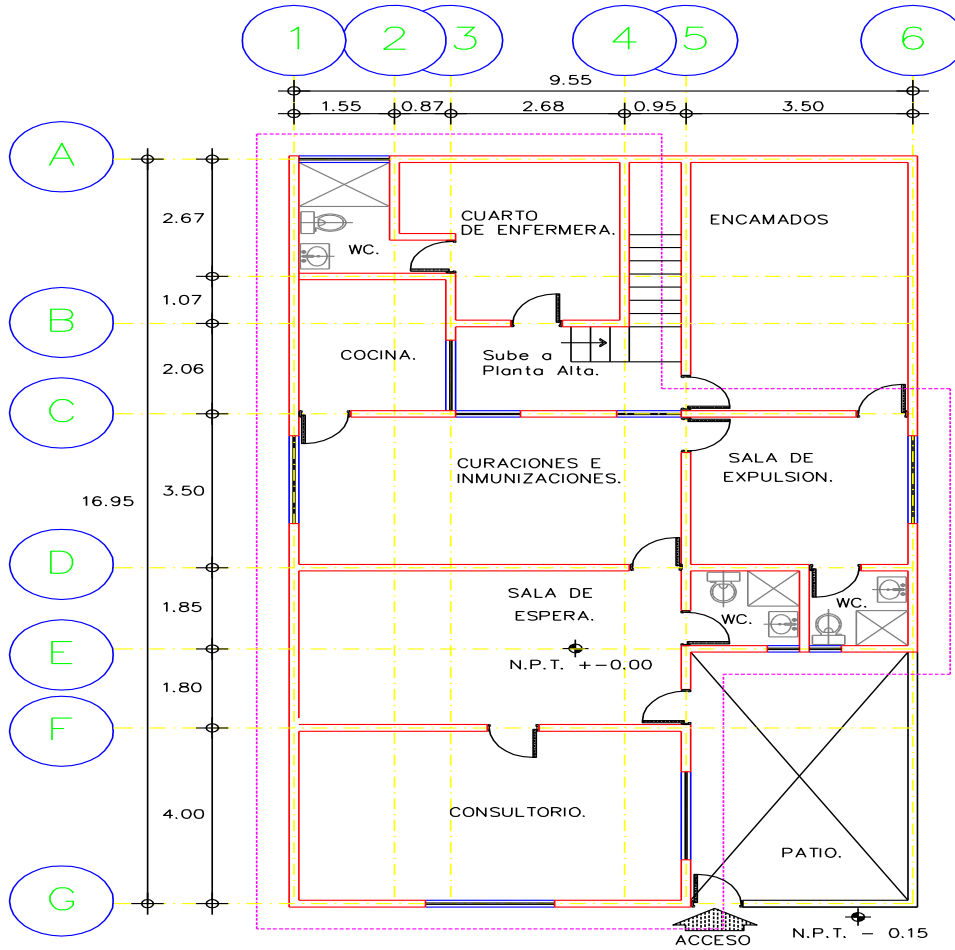 1
2
3
4
5
6
9.55
1.55
0.87
2.68
0.95
3.50
A
B
C
D
E
F
G
16.95
2.67
1.07
2.06
3.50
1.85
1.80
4.00
CUARTO
DE ENFERMERA.
ENCAMADOS
WC.
COCINA.
Sube a
Planta Alta.
CURACIONES E
INMUNIZACIONES.
SALA DE
EXPULSION.
SALA DE
ESPERA.
WC.
WC.
N.P.T. +-0.00
CONSULTORIO.
PATIO.
ACCESO
N.P.T. - 0.15